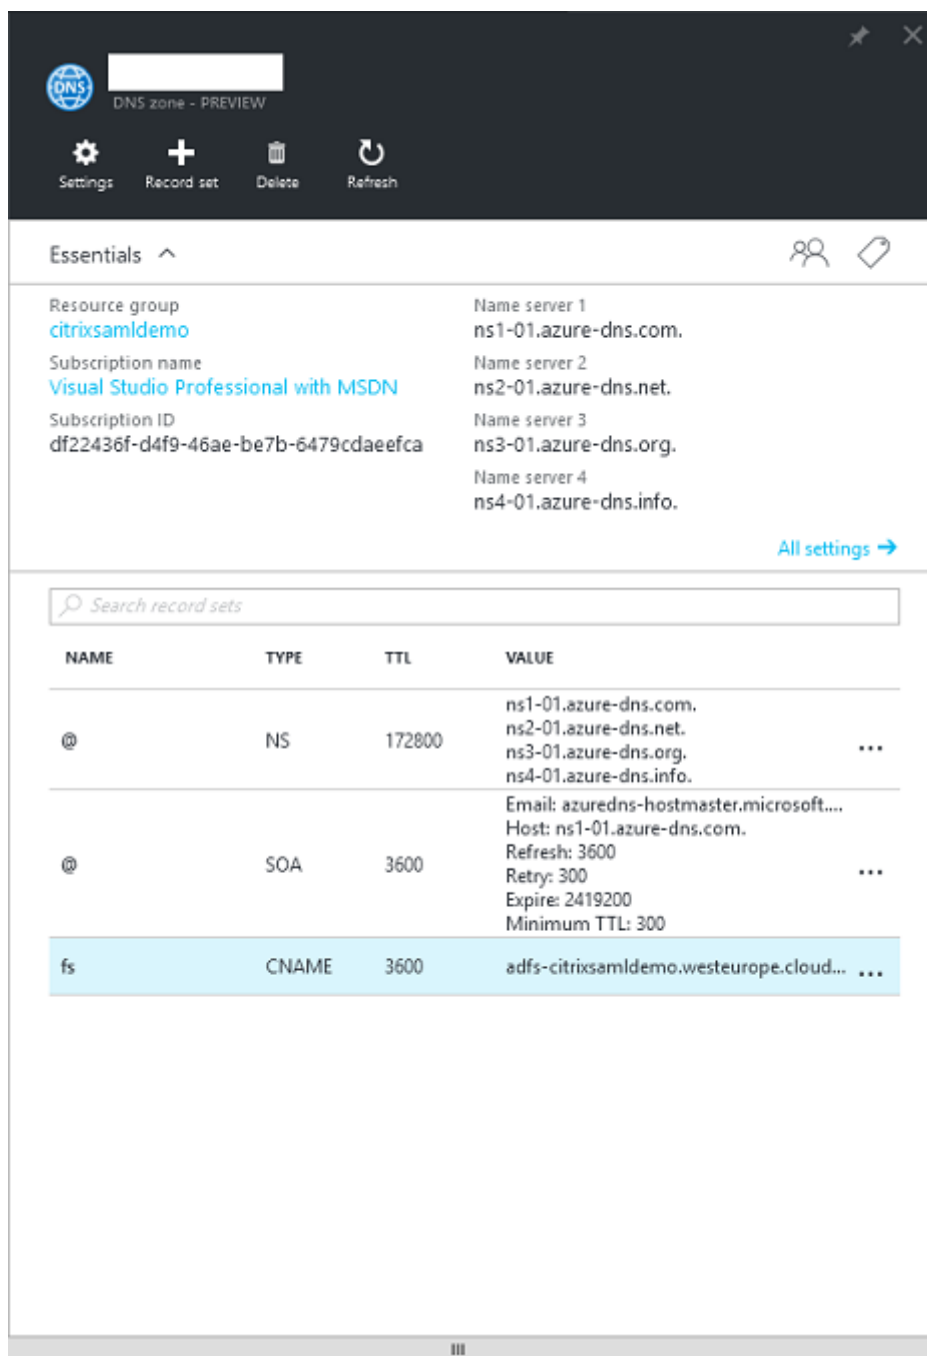 DNS
DNS zone - PREVIEW
Settings Record set Delete Refresh
Essentials
Resource group
citrixsamldemo
Subscription name
Visual Studio Professional with MSDN
Subscription ID
df22436f-d4f9-46ae-be7b-6479cdaeefca
Name server 1
ns1-01.azure-dns.com.
Name server 2
ns2-01.azure-dns.net.
Name server 3
ns3-01.azure-dns.org.
Name server 4
ns4-01.azure-dns.info.
All settings →
Search record sets
NAME TYPE TTL VALUE
@ NS 172800 ns1-01.azure-dns.com.
ns2-01.azure-dns.net.
ns3-01.azure-dns.org.
ns4-01.azure-dns.info.
@ SOA 3600 Email: azuredns-hostmaster.microsoft....
Host: ns1-01.azure-dns.com.
Refresh: 3600
Retry: 300
Expire: 2419200
Minimum TTL: 300
fs CNAME 3600 adfs-citrixsamldemo.westeurope.cloud...